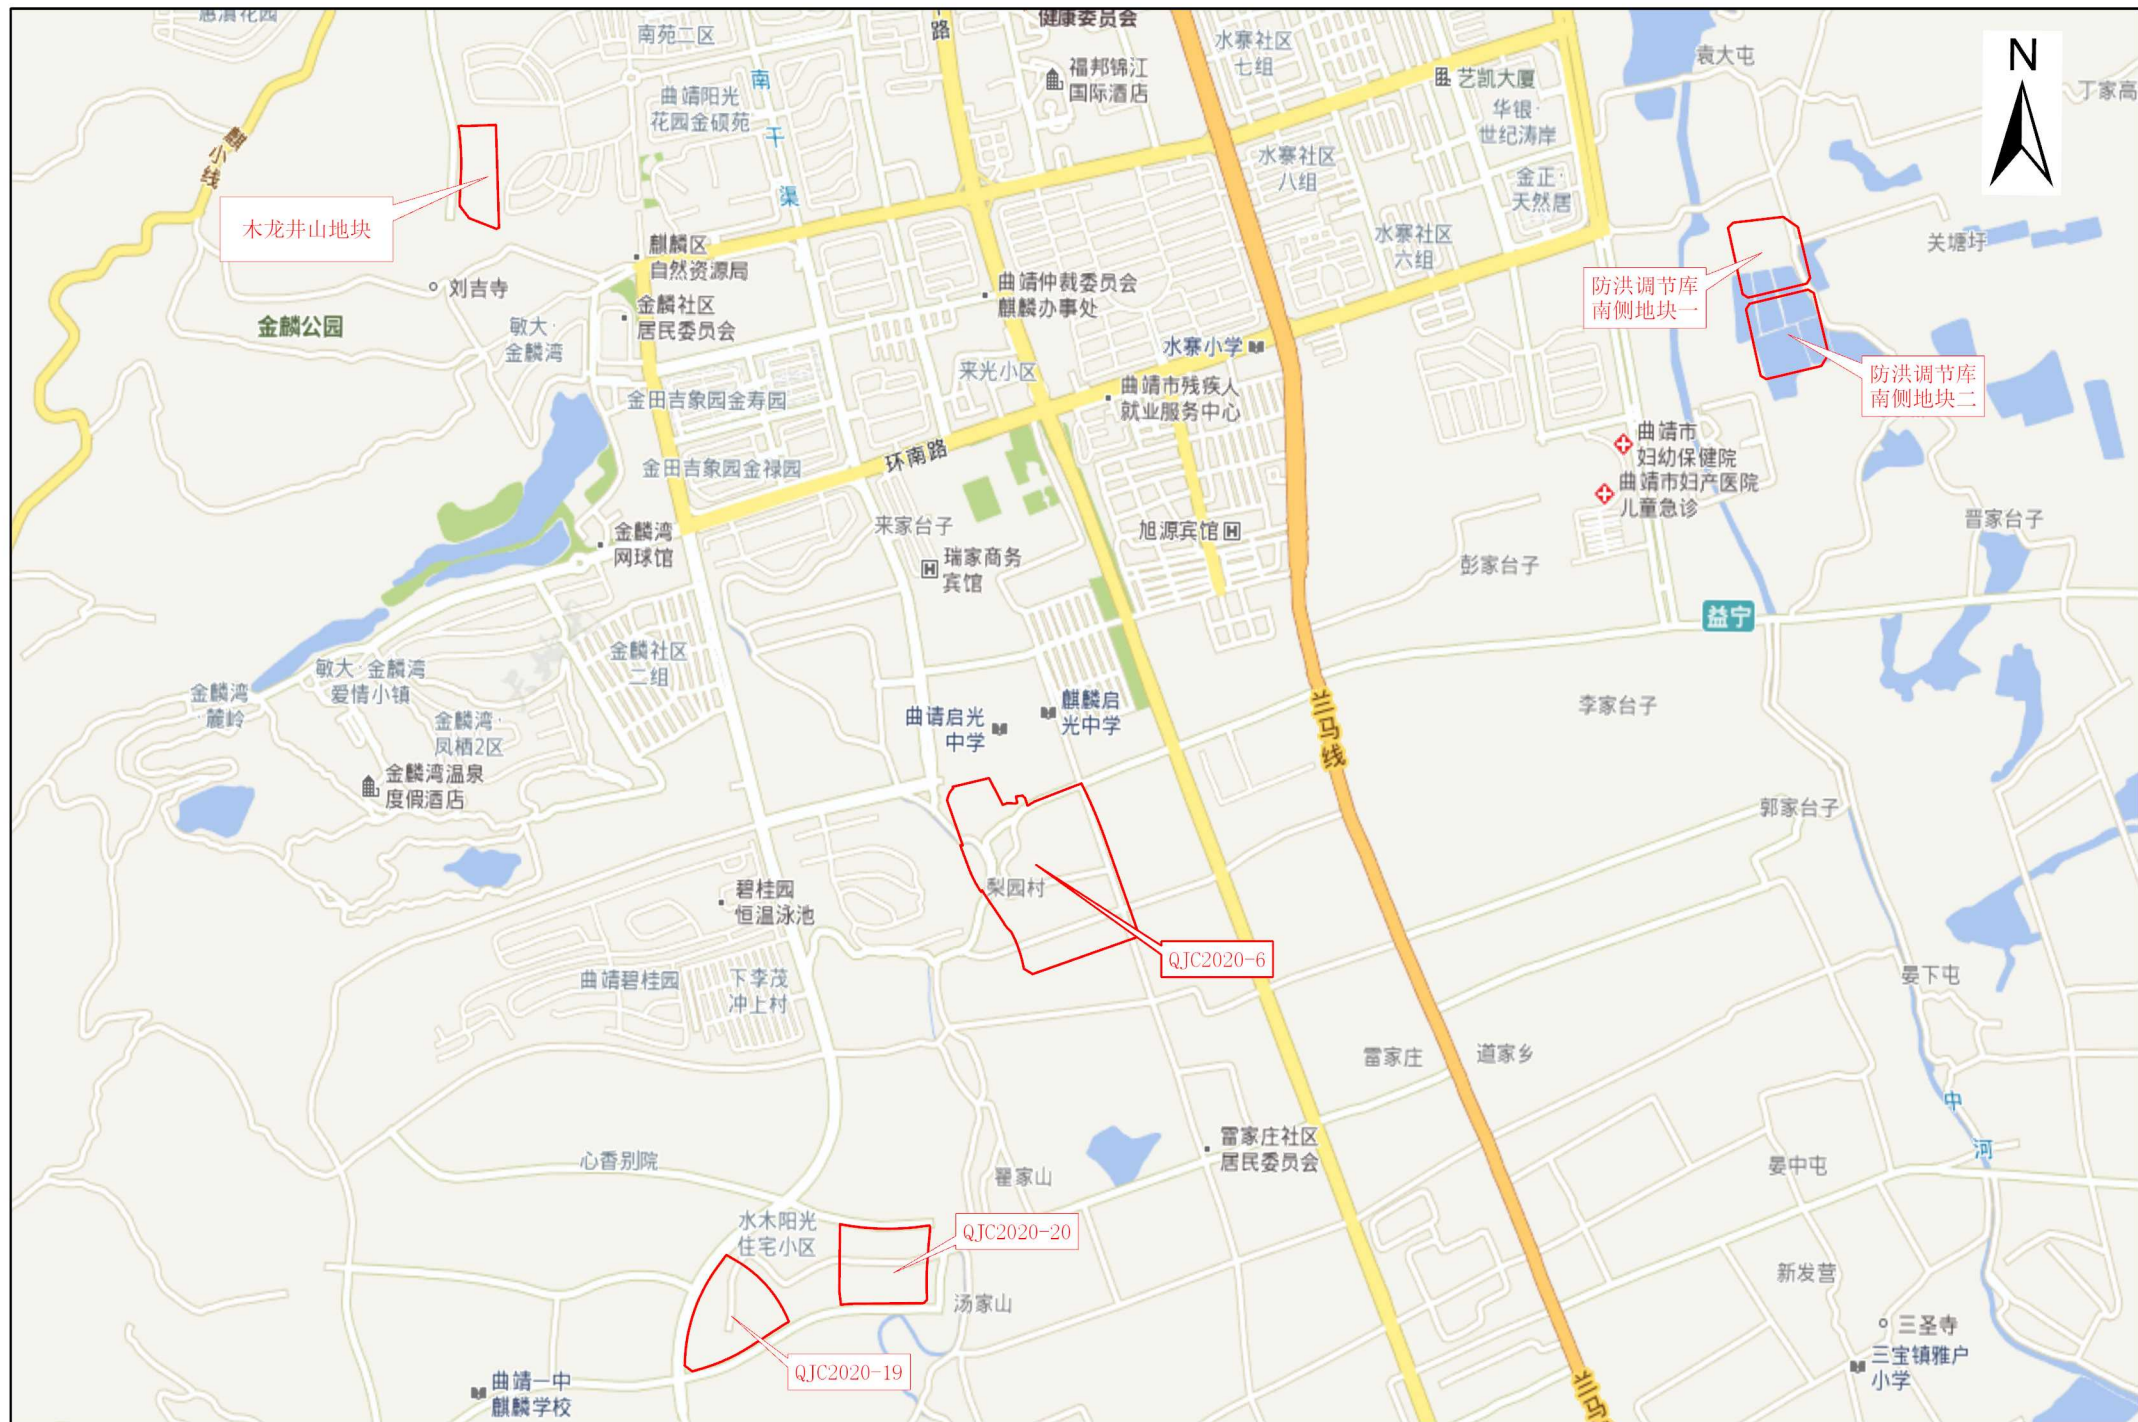 惠滇花园
南苑二区
路
健康委员会
水寨社区
七组
袁大屯
N
丁家高
南
干
渠
曲靖阳光
花园金硕苑
福邦锦江
国际酒店
艺凯大厦
华银·
世纪涛岸
麒
小
线
水寨社区
八组
金正·
天然居
木龙井山地块
麒麟区
自然资源局
水寨社区
六组
关塘圩
刘吉寺
金麟社区
居民委员会
曲靖仲裁委员会
麒麟办事处
防洪调节库
南侧地块一
金麟公园
敏大·
金麟湾
来光小区
水寨小学
防洪调节库
南侧地块二
金田吉象园金寿园
曲靖市残疾人
就业服务中心
环南路
金田吉象园金禄园
曲靖市
妇幼保健院
曲靖市妇产医院
儿童急诊
来家台子
金麟湾
网球馆
瑞家商务
宾馆
旭源宾馆
晋家台子
彭家台子
益宁
金麟社区
二组
敏大·金麟湾
爱情小镇
金麟湾
·麓岭
金麟湾·
凤栖2区
曲请启光
中学
麒麟启
光中学
兰
马
线
李家台子
金麟湾温泉
度假酒店
郭家台子
梨园村
碧桂园
恒温泳池
QJC2020-6
曲靖碧桂园
下李茂
冲上村
晏下屯
雷家庄
道家乡
中
河
心香别院
雷家庄社区
居民委员会
翟家山
晏中屯
水木阳光
住宅小区
QJC2020-20
新发营
汤家山
三圣寺
QJC2020-19
三宝镇雅户
小学
曲靖一中
麒麟学校
兰
马